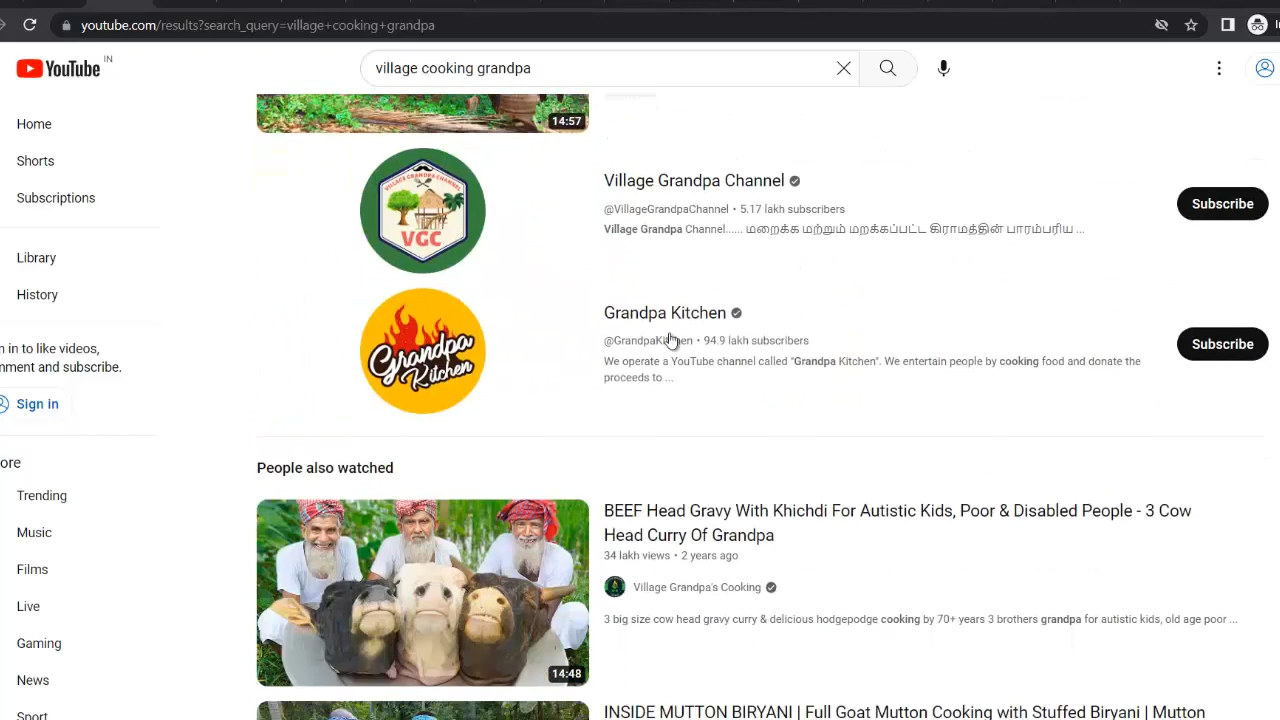 youtube.com/results?search_query=village+cooking+grandpa
YouTube IN
village cooking grandpa
Home
Shorts
Subscriptions
Library
History
n in to like videos,
mment and subscribe.
Sign in
ore
Trending
Music
Films
Live
Gaming
News
Sport
14:57
VILLAGE GRANDPA CHANNEL
VGC
Village Grandpa Channel
@VillageGrandpaChannel • 5.17 lakh subscribers
Village Grandpa Channel...... மறைக்க மற்றும் மறக்கப்பட்ட கிராமத்தின் பாரம்பரிய ...
Subscribe
Grandpa
Kitchen
Grandpa Kitchen
@GrandpaKitchen • 94.9 lakh subscribers
We operate a YouTube channel called "Grandpa Kitchen". We entertain people by cooking food and donate the
proceeds to ...
Subscribe
People also watched
14:48
BEEF Head Gravy With Khichdi For Autistic Kids, Poor & Disabled People - 3 Cow
Head Curry Of Grandpa
34 lakh views • 2 years ago
Village Grandpa's Cooking
3 big size cow head gravy curry & delicious hodgepodge cooking by 70+ years 3 brothers grandpa for autistic kids, old age poor ...
INSIDE MUTTON BIRYANI | Full Goat Mutton Cooking with Stuffed Biryani | Mutton